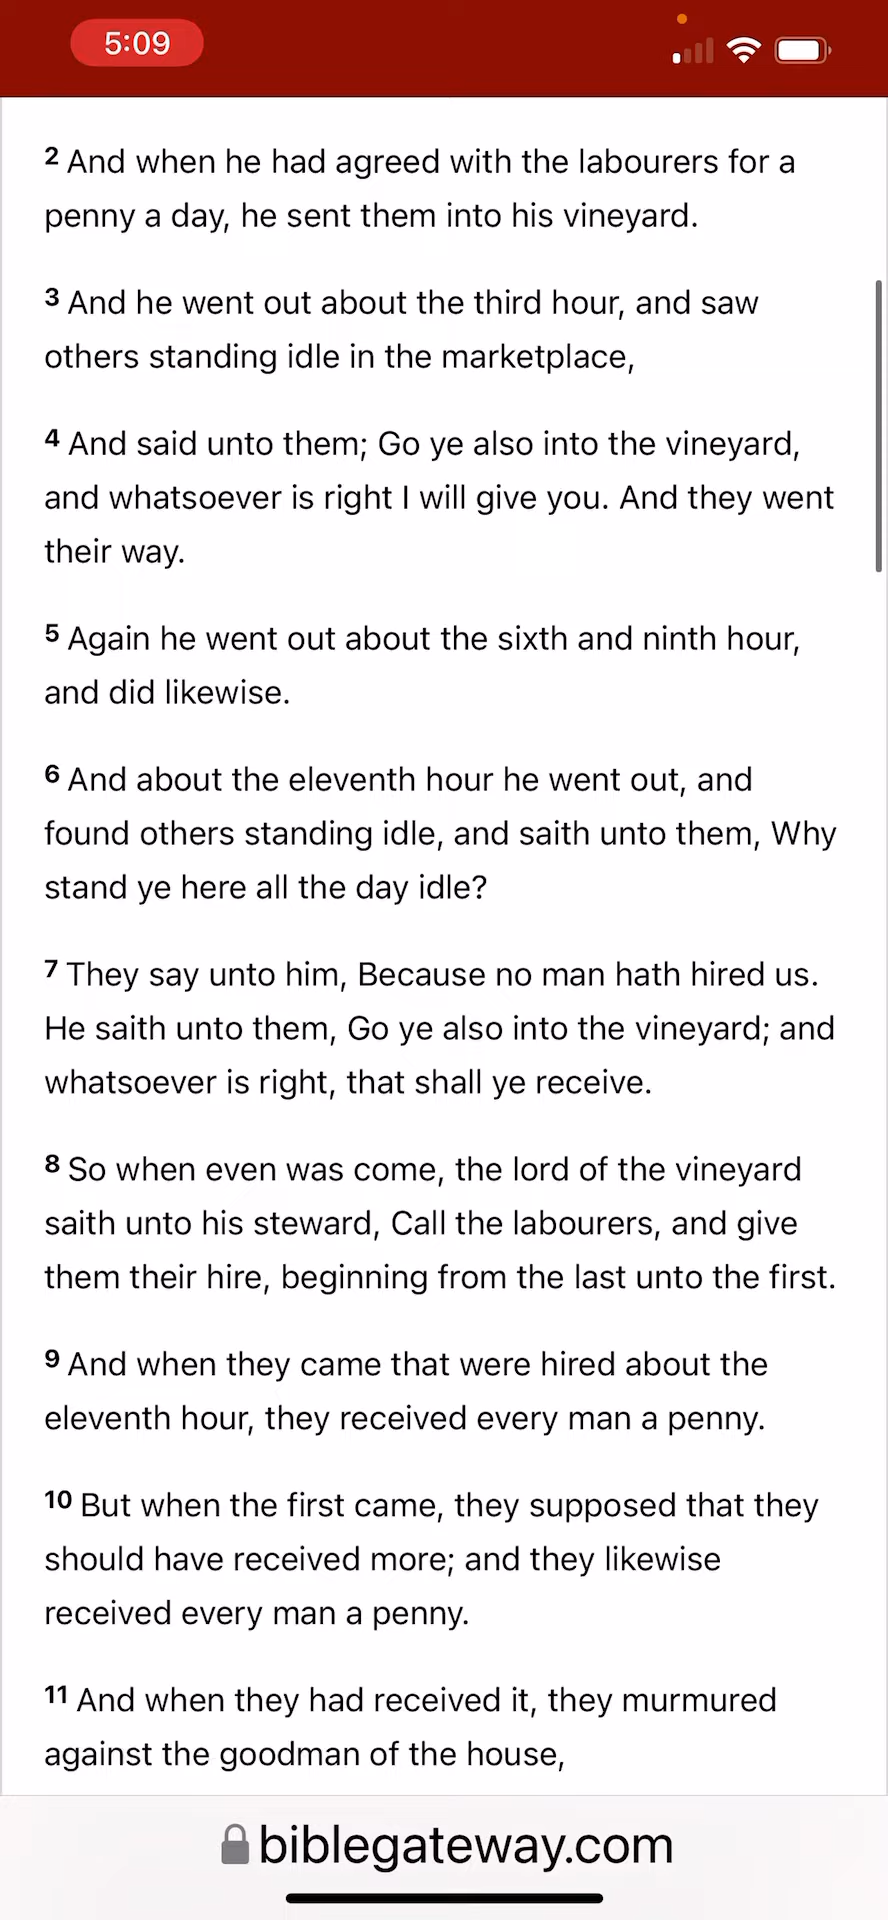 5:09
2 And when he had agreed with the labourers for a
penny a day, he sent them into his vineyard.
3 And he went out about the third hour, and saw
others standing idle in the marketplace,
4 And said unto them; Go ye also into the vineyard,
and whatsoever is right I will give you. And they went
their way.
5 Again he went out about the sixth and ninth hour,
and did likewise.
6 And about the eleventh hour he went out, and
found others standing idle, and saith unto them, Why
stand ye here all the day idle?
7 They say unto him, Because no man hath hired us.
He saith unto them, Go ye also into the vineyard; and
whatsoever is right, that shall ye receive.
8 So when even was come, the lord of the vineyard
saith unto his steward, Call the labourers, and give
them their hire, beginning from the last unto the first.
9 And when they came that were hired about the
eleventh hour, they received every man a penny.
10 But when the first came, they supposed that they
should have received more; and they likewise
received every man a penny.
11 And when they had received it, they murmured
against the goodman of the house,
biblegateway.com